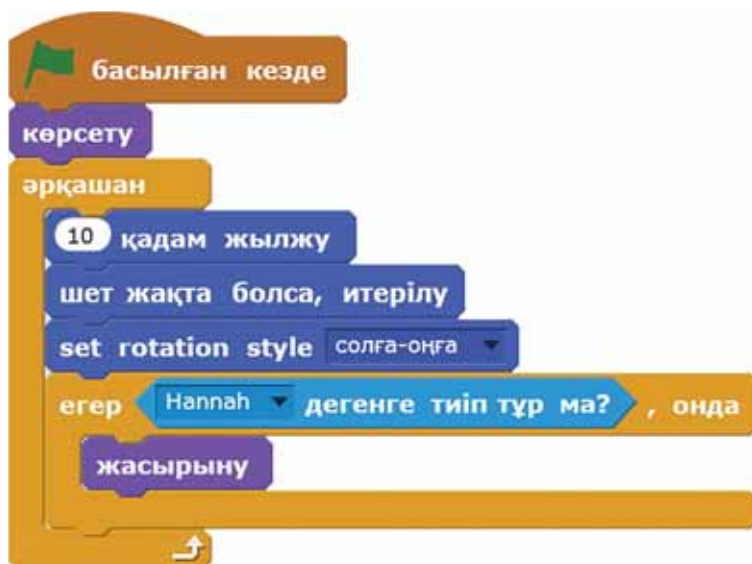 басылған кезде
көрсету
әрқашан
10 қадам жылжу
шет жақта болса, итерілу
set rotation style солға-оңға
егер Hannah дегенге тиіп тұр ма? , онда
жасырыну